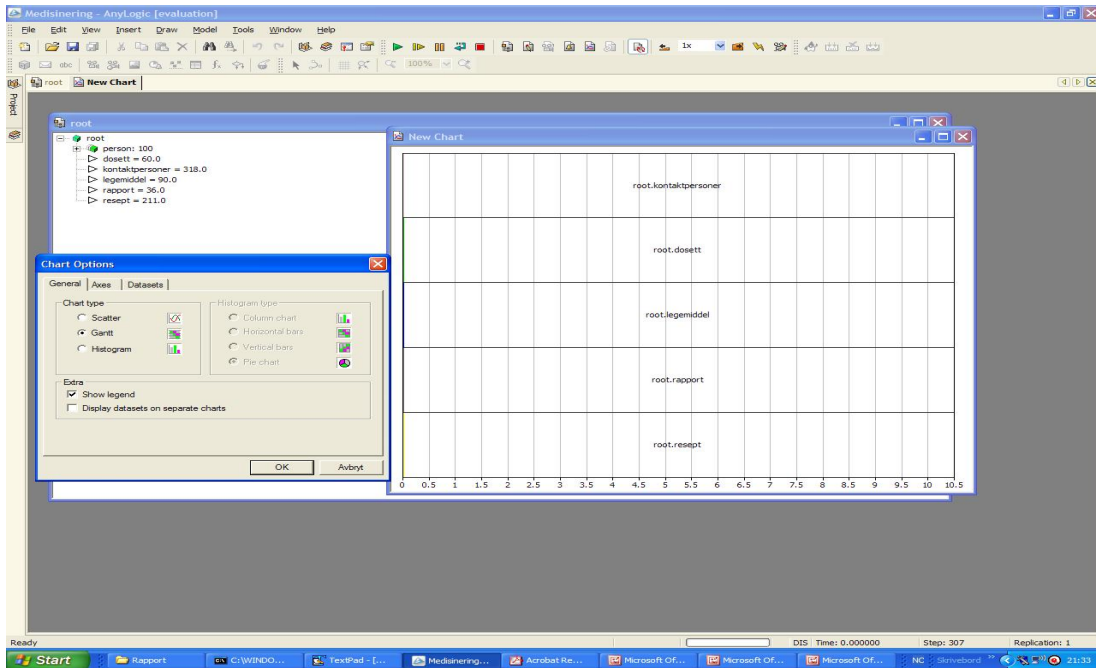 Medisinering - AnyLogic [evaluation]
File Edit View Insert Draw Model Tools Window Help
1x
abc 100%
root New Chart
Project
root
root
person: 100
dosett = 60.0
kontaktpersoner = 318.0
legemiddel = 90.0
rapport = 36.0
resept = 211.0
New Chart
root.kontaktpersoner
root.dosett
root.legemiddel
root.rapport
root.resept
0 0.5 1 1.5 2 2.5 3 3.5 4 4.5 5 5.5 6 6.5 7 7.5 8 8.5 9 9.5 10 10.5
Chart Options
General Axes Datasets
Chart type
Scatter
Gantt
Histogram
Histogram type
Column chart
Horizontal bars
Vertical bars
Pie chart
Extra
Show legend
Display datasets on separate charts
OK Avbryt
Ready DIS Time: 0.000000 Step: 307 Replication: 1
Start Rapport C:\WINDO... TextPad - [... Medisinering... Acrobat Re... Microsoft Of... Microsoft Of... Microsoft Of... NC Skrivebord 21:33